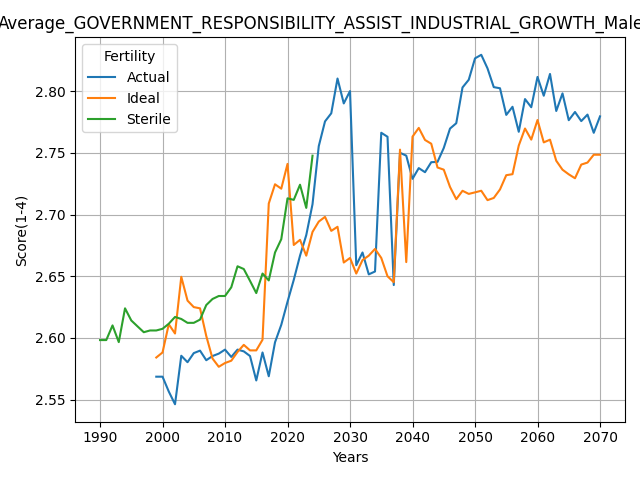 Average_GOVERNMENT_RESPONSIBILITY_ASSIST_INDUSTRIAL_GROWTH_Male
Fertility
Actual
Ideal
Sterile
Score(1-4)
2.80
2.75
2.70
2.65
2.60
2.55
1990 2000 2010 2020 2030 2040 2050 2060 2070
Years